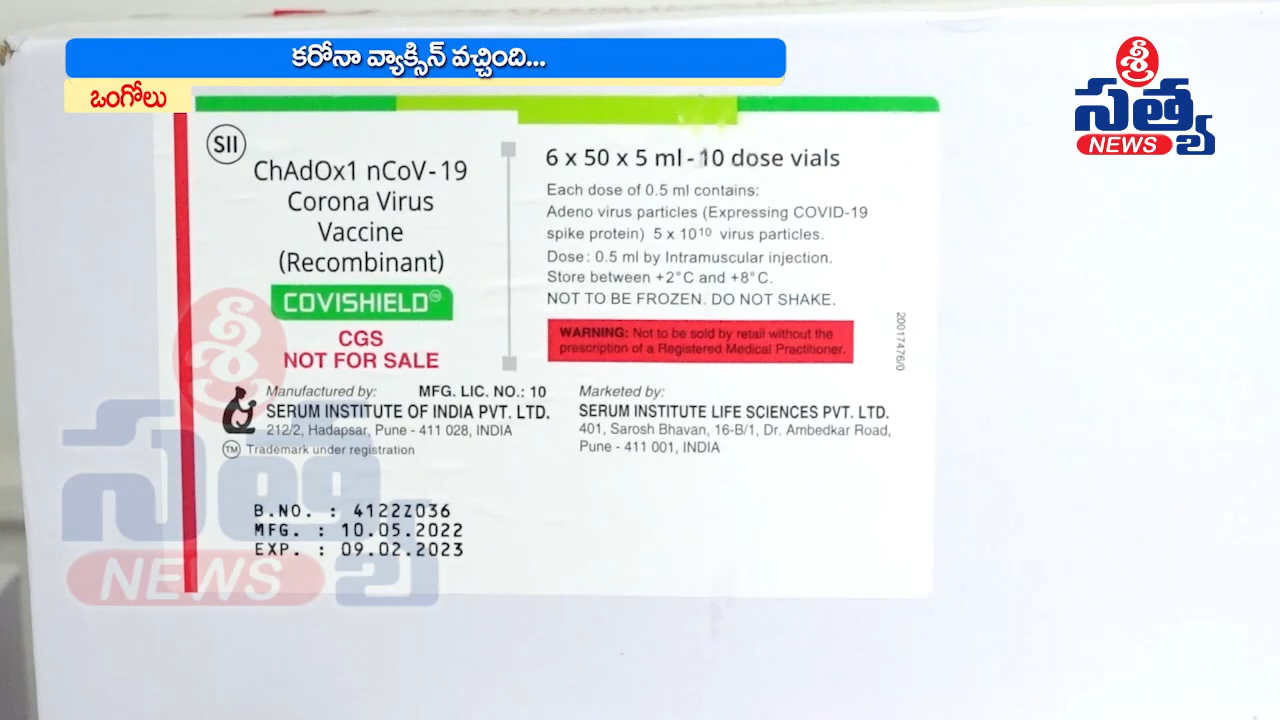 కరోనా వ్యాక్సిన్ వచ్చింది...
ఒంగోలు
శ్రీ
సత్య
NEWS
SII
ChAdOx1 nCoV-19
Corona Virus
Vaccine
(Recombinant)
COVISHIELD™
CGS
NOT FOR SALE
6 x 50 x 5 ml - 10 dose vials
Each dose of 0.5 ml contains:
Adeno virus particles (Expressing COVID-19
spike protein) 5 x 10¹⁰ virus particles.
Dose: 0.5 ml by Intramuscular injection.
Store between +2°C and +8°C.
NOT TO BE FROZEN. DO NOT SHAKE.
WARNING: Not to be sold by retail without the
prescription of a Registered Medical Practitioner.
20017476/0
Manufactured by: MFG. LIC. NO.: 10
SERUM INSTITUTE OF INDIA PVT. LTD.
212/2, Hadapsar, Pune - 411 028, INDIA
TM Trademark under registration
Marketed by:
SERUM INSTITUTE LIFE SCIENCES PVT. LTD.
401, Sarosh Bhavan, 16-B/1, Dr. Ambedkar Road,
Pune - 411 001, INDIA
B.NO. : 4122Z036
MFG. : 10.05.2022
EXP. : 09.02.2023
శ్రీ
సత్య
NEWS